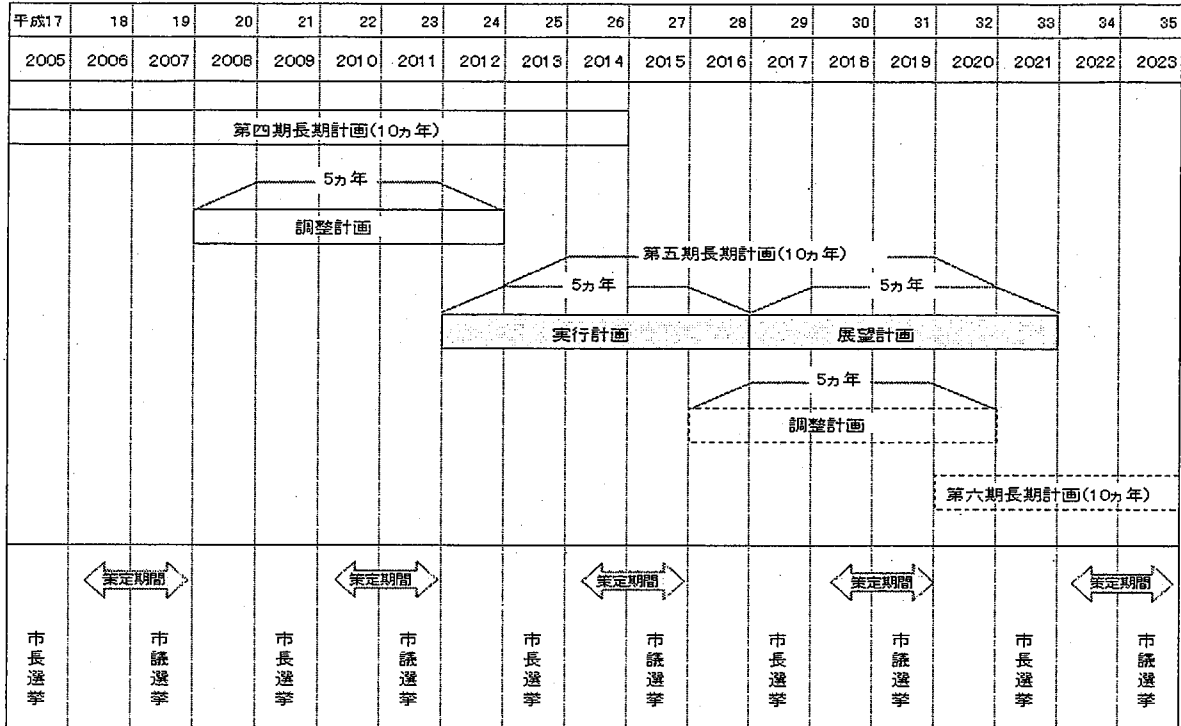 平成17 18 19 20 21 22 23 24 25 26 27 28 29 30 31 32 33 34 35
2005 2006 2007 2008 2009 2010 2011 2012 2013 2014 2015 2016 2017 2018 2019 2020 2021 2022 2023
第四期長期計画(10ヵ年)
5ヵ年
調整計画
第五期長期計画(10ヵ年)
5ヵ年 5ヵ年
実行計画 展望計画
5ヵ年
調整計画
第六期長期計画(10ヵ年)
策定期間 策定期間 策定期間 策定期間 策定期間
市長選挙 市議選挙 市長選挙 市議選挙 市長選挙 市議選挙 市長選挙 市議選挙 市長選挙 市議選挙